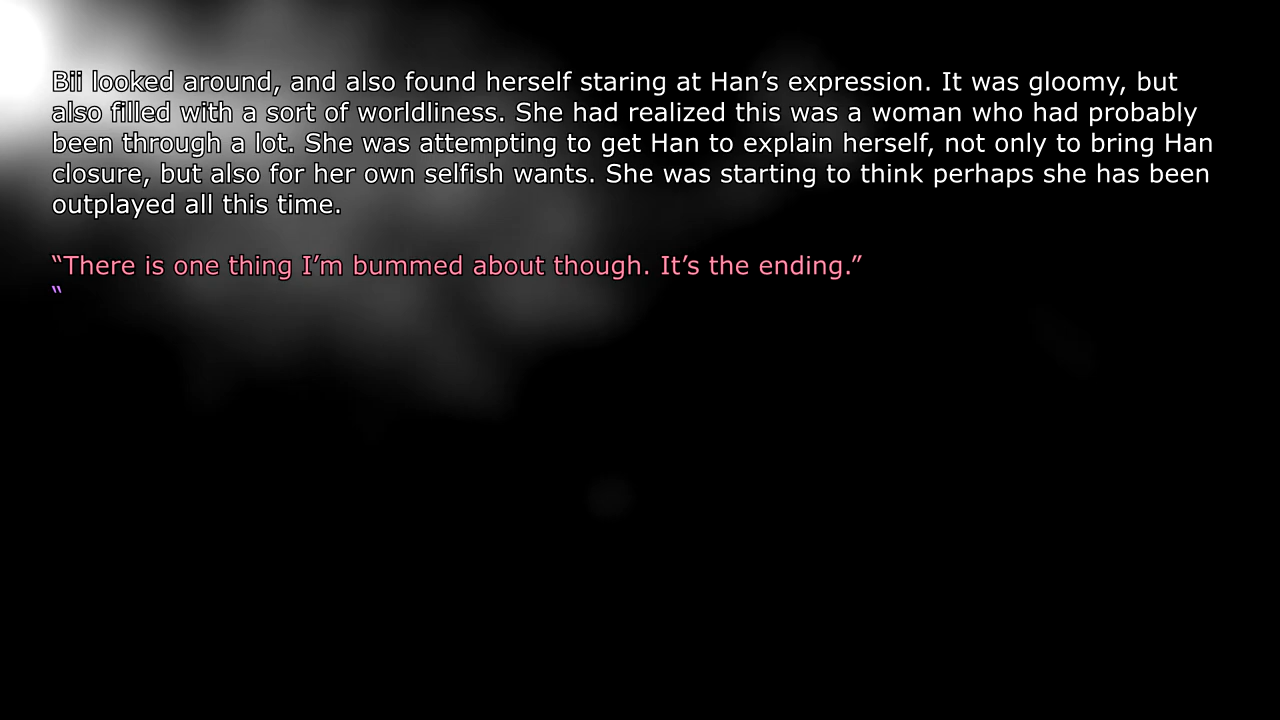 Bii looked around, and also found herself staring at Han’s expression. It was gloomy, but
also filled with a sort of worldliness. She had realized this was a woman who had probably
been through a lot. She was attempting to get Han to explain herself, not only to bring Han
closure, but also for her own selfish wants. She was starting to think perhaps she has been
outplayed all this time.
“There is one thing I’m bummed about though. It’s the ending.”
“